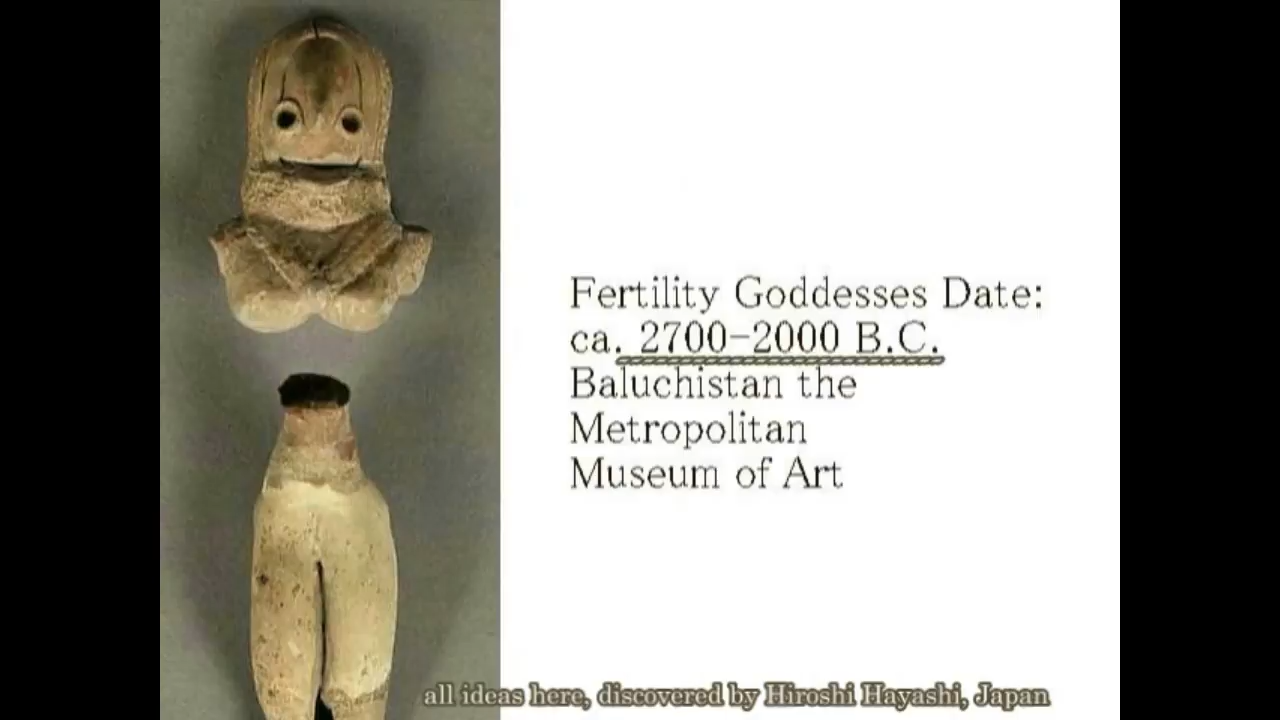 Fertility Goddesses Date:
ca. 2700-2000 B.C.
Baluchistan the
Metropolitan
Museum of Art
all ideas here, discovered by Hiroshi Hayashi, Japan